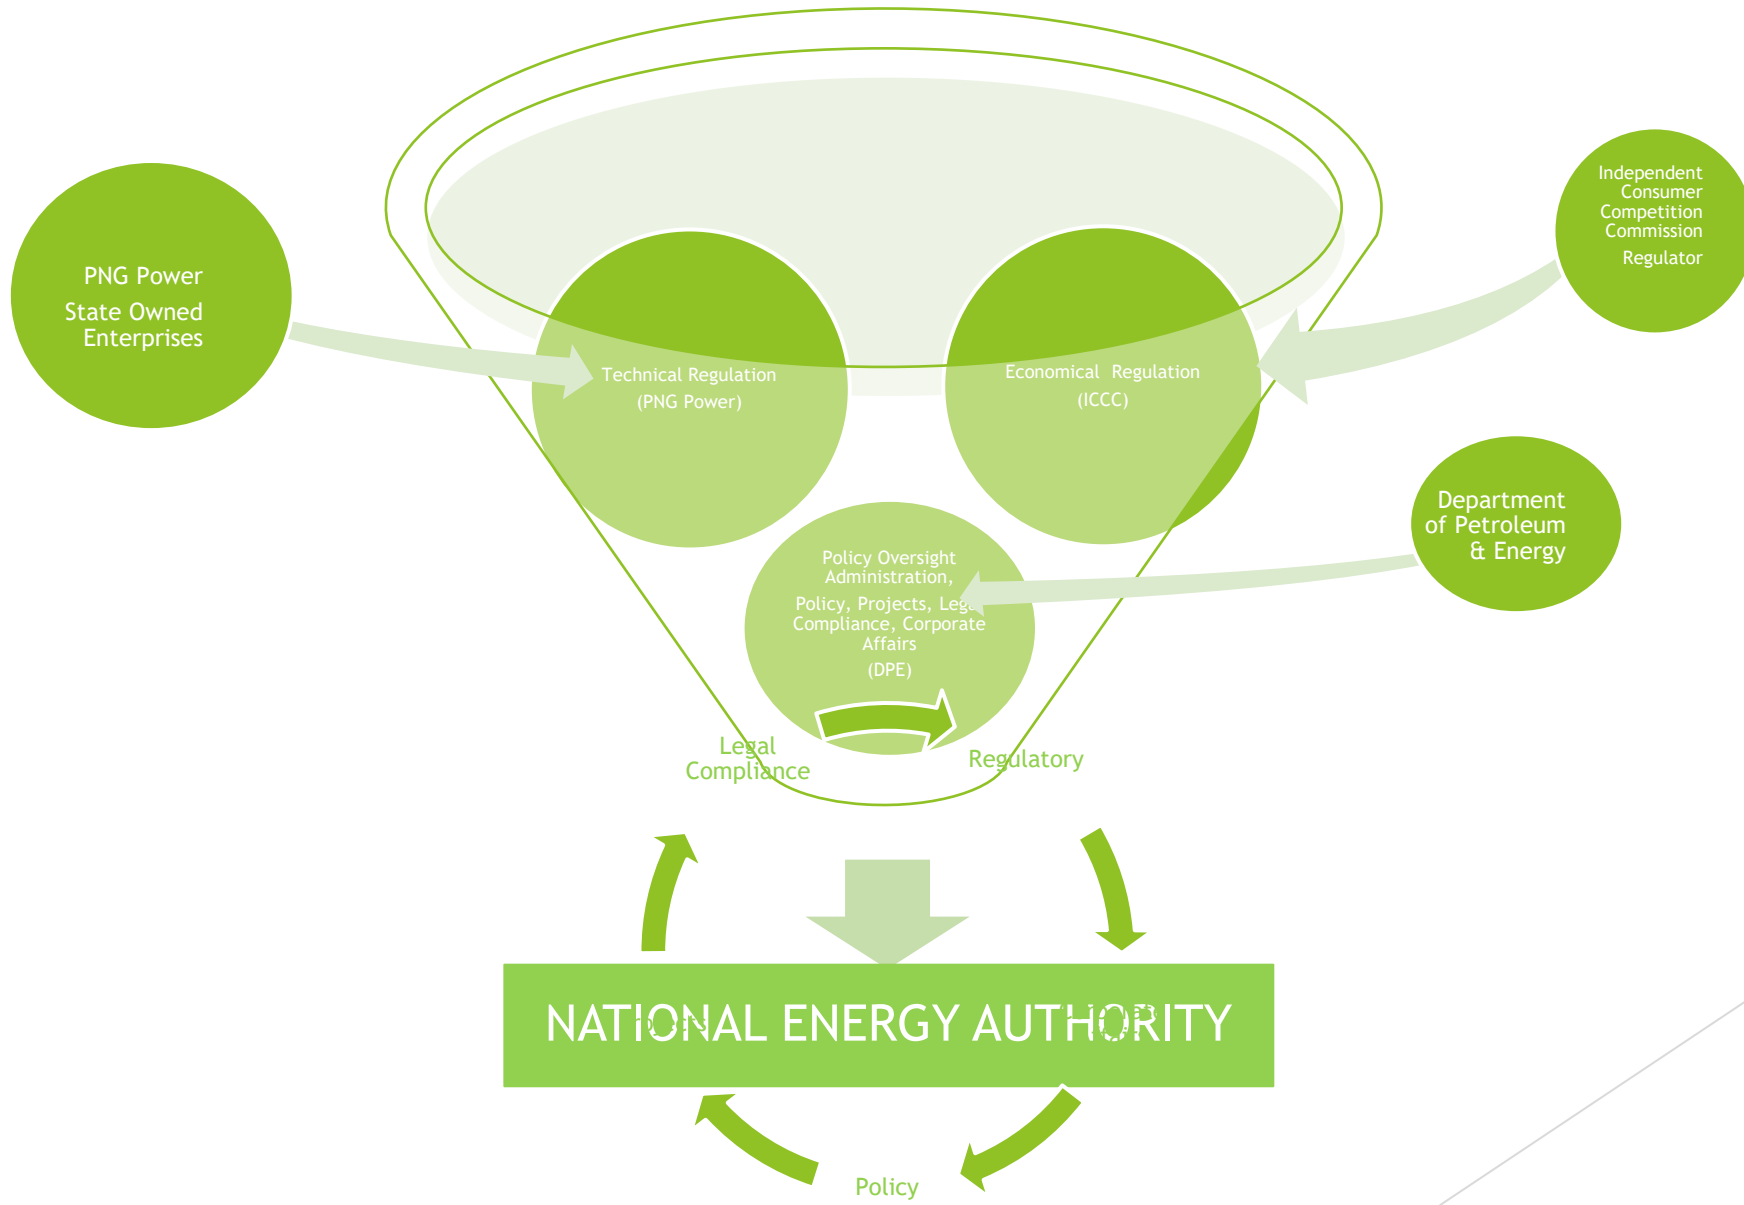 PNG Power
State Owned
Enterprises
Independent
Consumer
Competition
Commission
Regulator
Technical Regulation
(PNG Power)
Economical Regulation
(ICCC)
Department
of Petroleum
& Energy
Policy Oversight
Administration,
Policy, Projects, Legal
Compliance, Corporate
Affairs
(DPE)
Legal
Compliance
Regulatory
NATIONAL ENERGY AUTHORITY
Policy